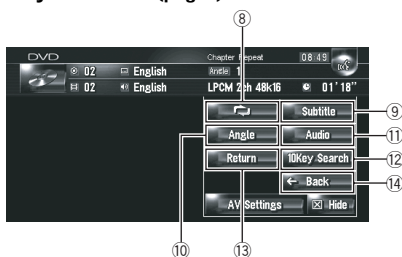 ⑧
DVD Chapter Repeat 08:49
02 English Angle 1
02 English LPCM 2ch 48k16 01'18"
Subtitle ⑨
Angle Audio ⑪
Return 10Key Search ⑫
← Back ⑭
AV Settings Hide
⑩ ⑬